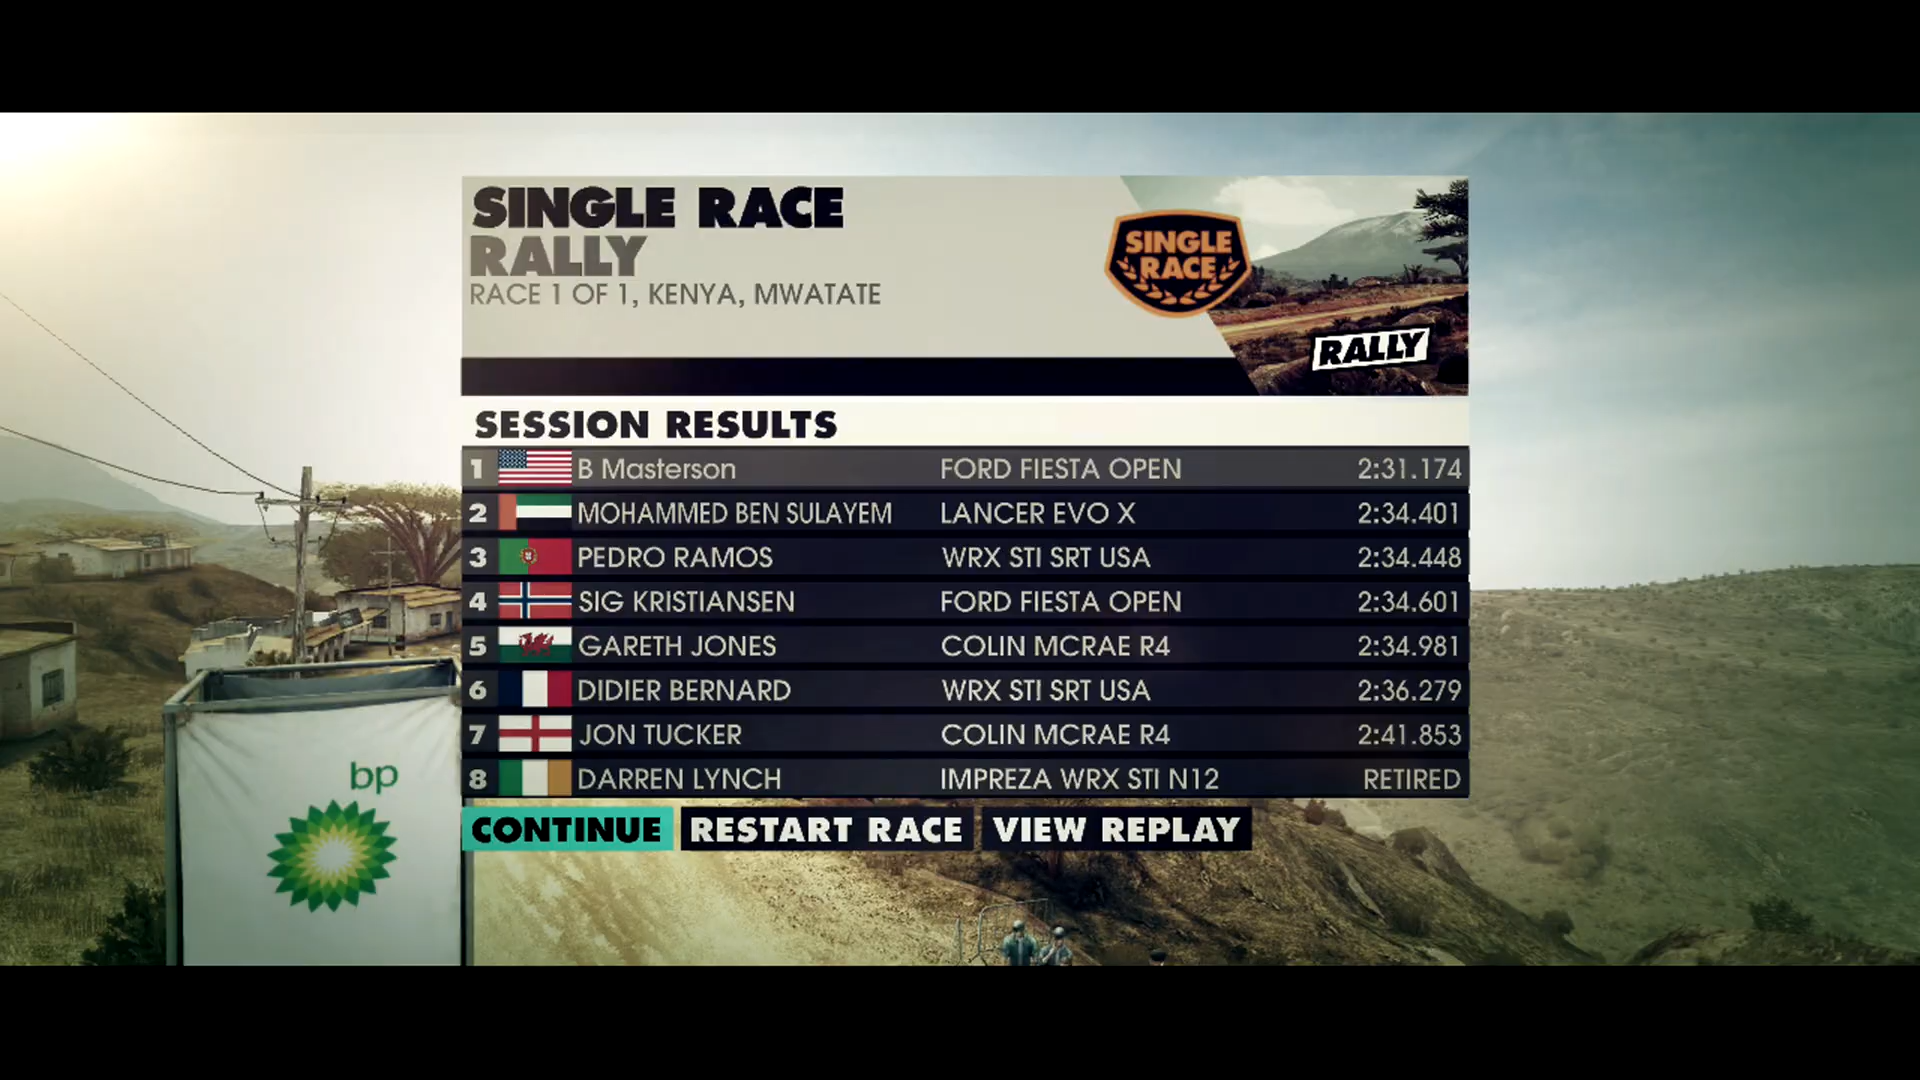 SINGLE RACE
RALLY
RACE 1 OF 1, KENYA, MWATATE
SINGLE
RACE
RALLY
SESSION RESULTS
1 B Masterson FORD FIESTA OPEN 2:31.174
2 MOHAMMED BEN SULAYEM LANCER EVO X 2:34.401
3 PEDRO RAMOS WRX STI SRT USA 2:34.448
4 SIG KRISTIANSEN FORD FIESTA OPEN 2:34.601
5 GARETH JONES COLIN MCRAE R4 2:34.981
6 DIDIER BERNARD WRX STI SRT USA 2:36.279
7 JON TUCKER COLIN MCRAE R4 2:41.853
8 DARREN LYNCH IMPREZA WRX STI N12 RETIRED
CONTINUE RESTART RACE VIEW REPLAY
bp